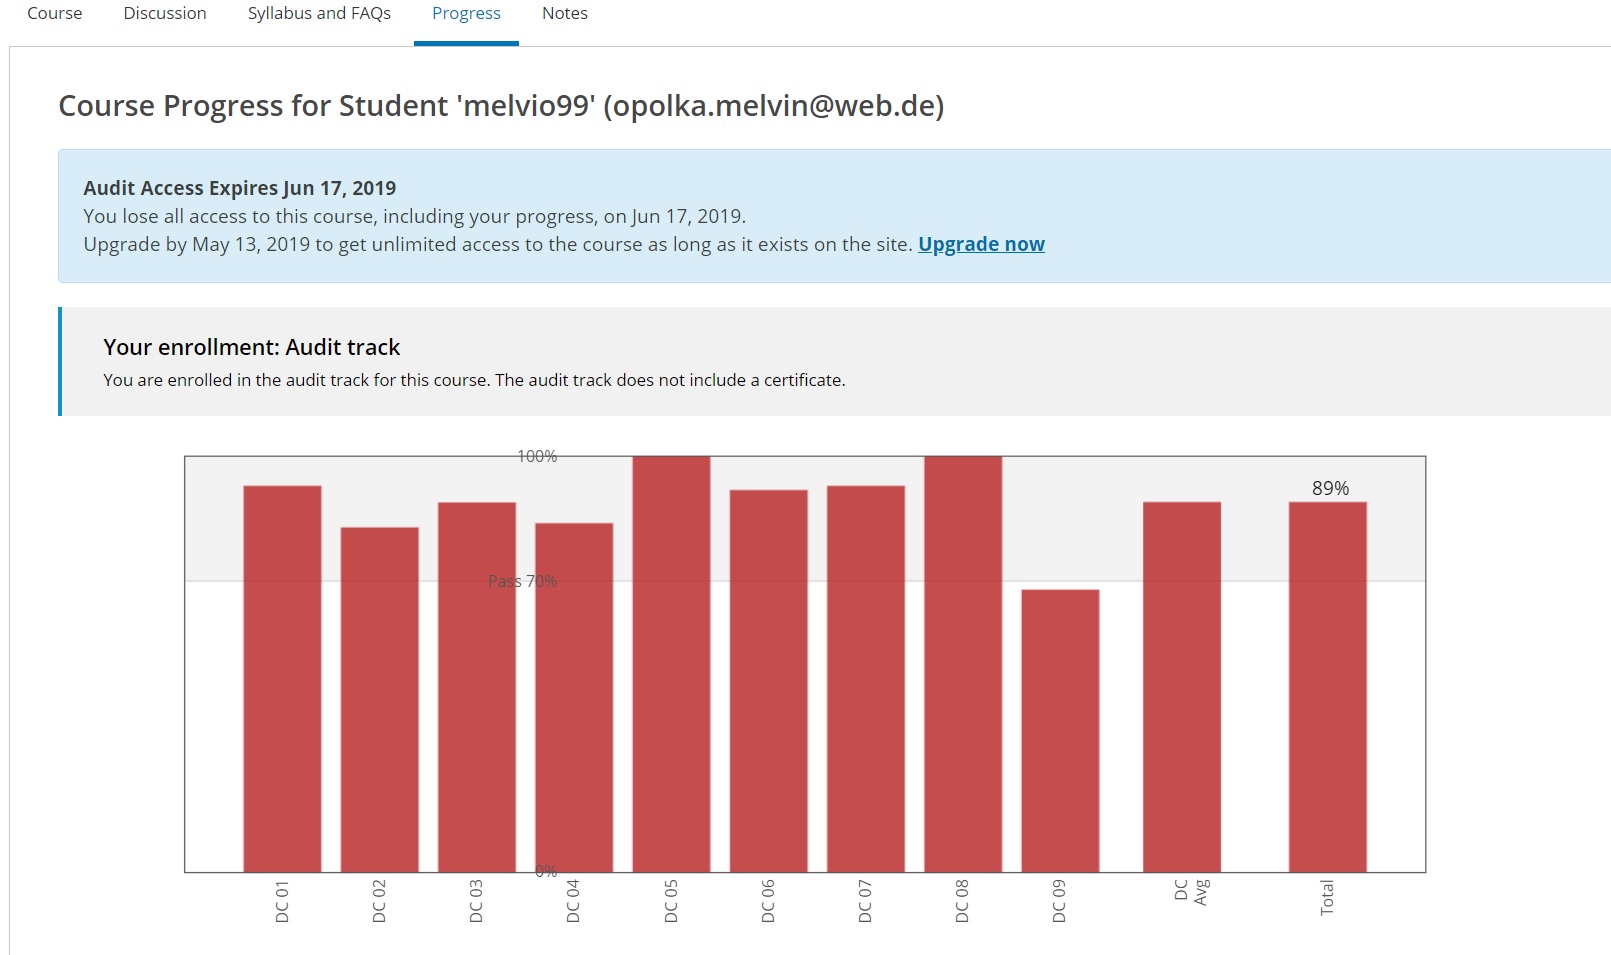 Course Discussion Syllabus and FAQs Progress Notes
Course Progress for Student 'melvio99' (opolka.melvin@web.de)
Audit Access Expires Jun 17, 2019
You lose all access to this course, including your progress, on Jun 17, 2019.
Upgrade by May 13, 2019 to get unlimited access to the course as long as it exists on the site. Upgrade now
Your enrollment: Audit track
You are enrolled in the audit track for this course. The audit track does not include a certificate.
100%
89%
Pass 70%
0%
DC 01
DC 02
DC 03
DC 04
DC 05
DC 06
DC 07
DC 08
DC 09
DC
Avg
Total